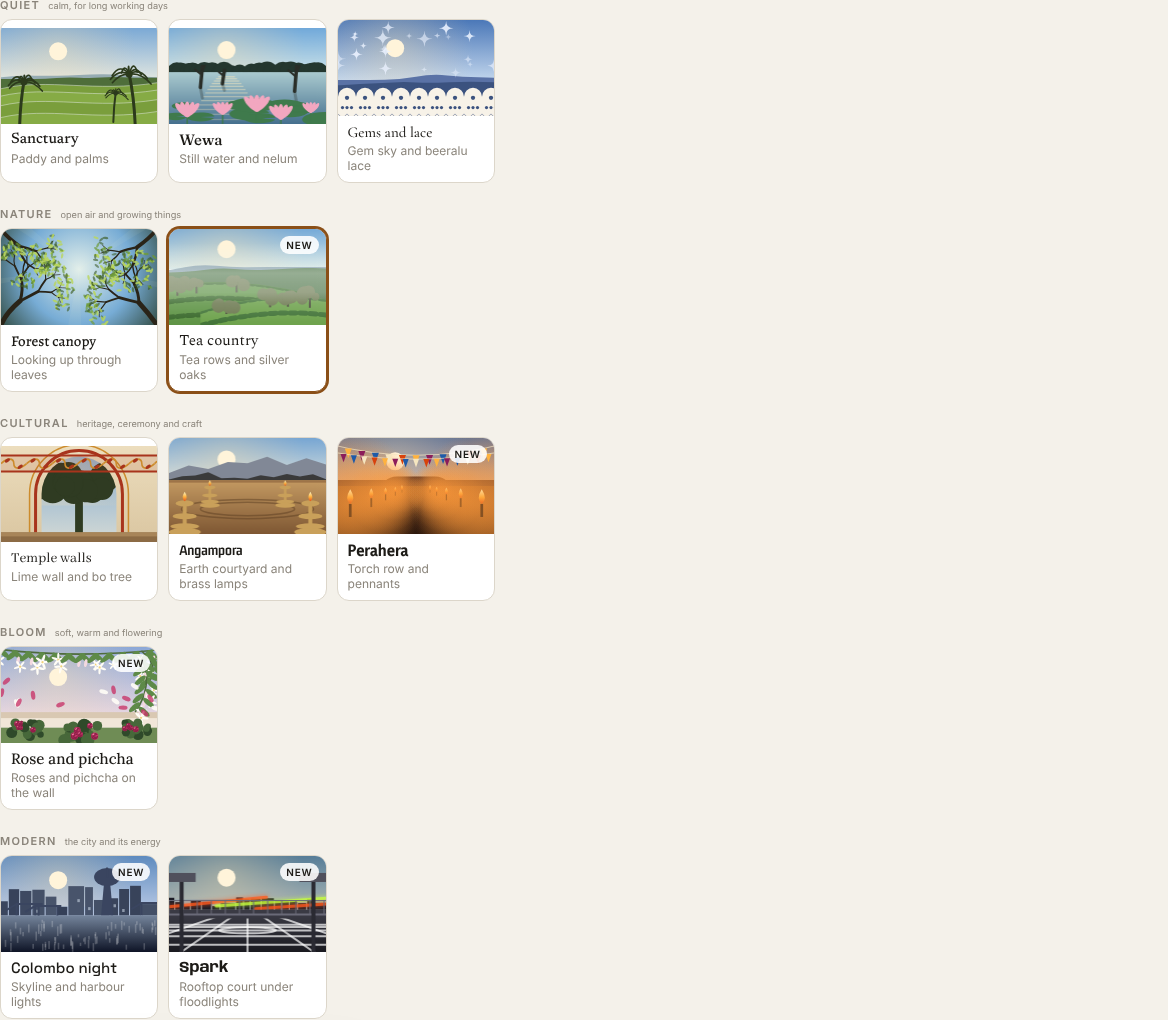 QUIET calm, for long working days
Sanctuary
Paddy and palms
Wewa
Still water and nelum
Gems and lace
Gem sky and beeralu
lace
NATURE open air and growing things
Forest canopy
Looking up through
leaves
NEW
Tea country
Tea rows and silver
oaks
CULTURAL heritage, ceremony and craft
Temple walls
Lime wall and bo tree
Angampora
Earth courtyard and
brass lamps
NEW
Perahera
Torch row and
pennants
BLOOM soft, warm and flowering
NEW
Rose and pichcha
Roses and pichcha on
the wall
MODERN the city and its energy
NEW
Colombo night
Skyline and harbour
lights
NEW
Spark
Rooftop court under
floodlights